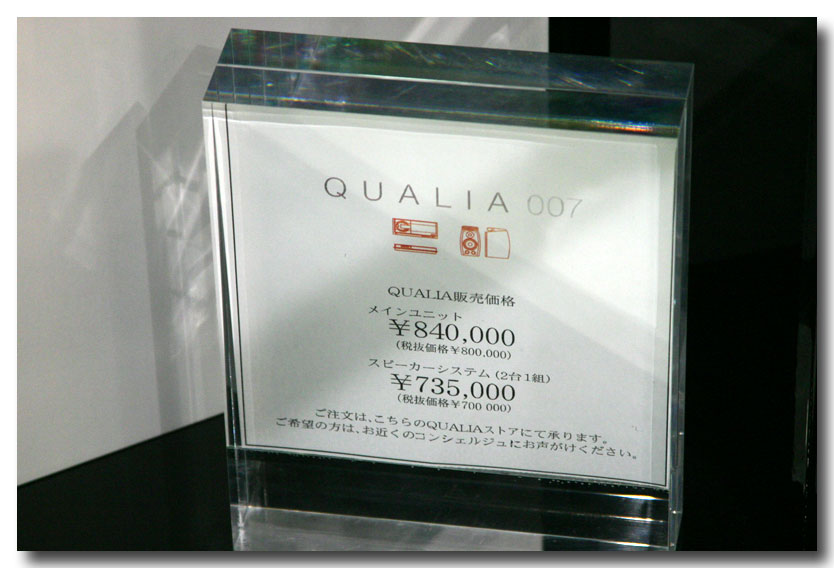 QUALIA 007
QUALIA販売価格
メインユニット
￥840,000
(税抜価格￥800.000)
スピーカーシステム (2台1組)
￥735,000
(税抜価格￥700 000)
ご注文は、こちらのQUALIAストアにて承ります。
ご希望の方は、お近くのコンシェルジュにお声がけください。